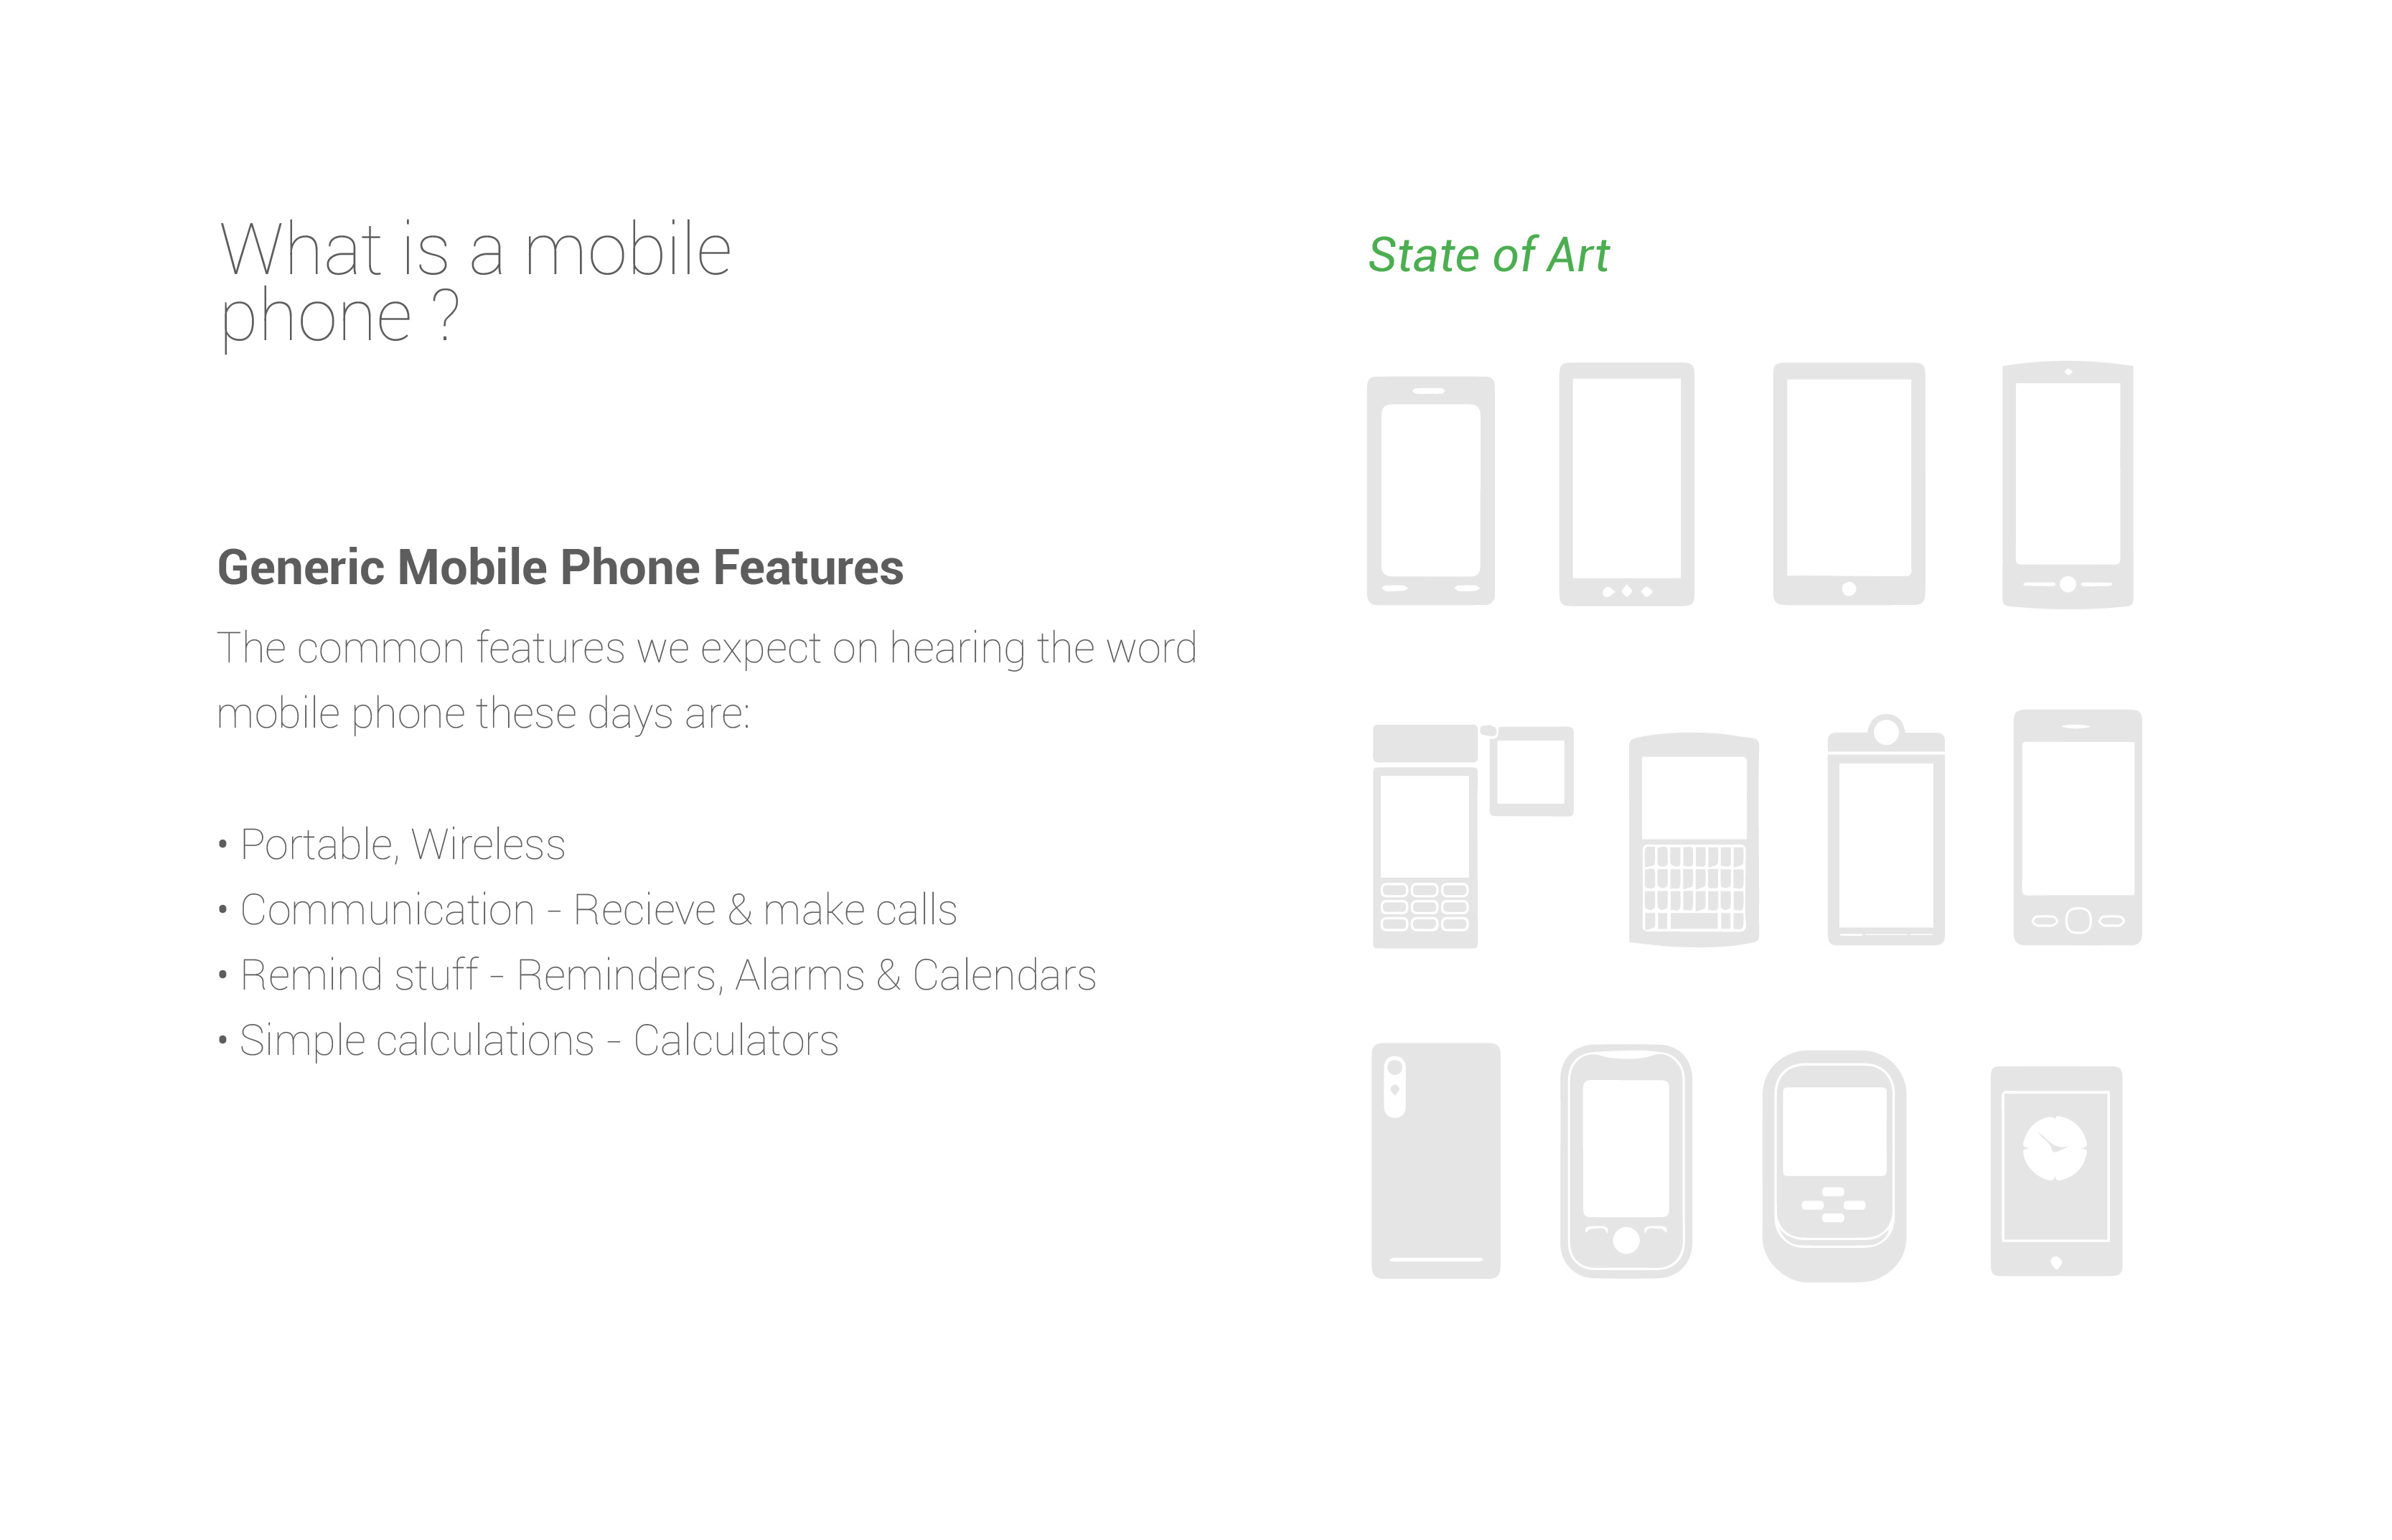 What is a mobile
phone ?
Generic Mobile Phone Features
The common features we expect on hearing the word
mobile phone these days are:
• Portable, Wireless
• Communication - Recieve & make calls
• Remind stuff - Reminders, Alarms & Calendars
• Simple calculations - Calculators
State of Art